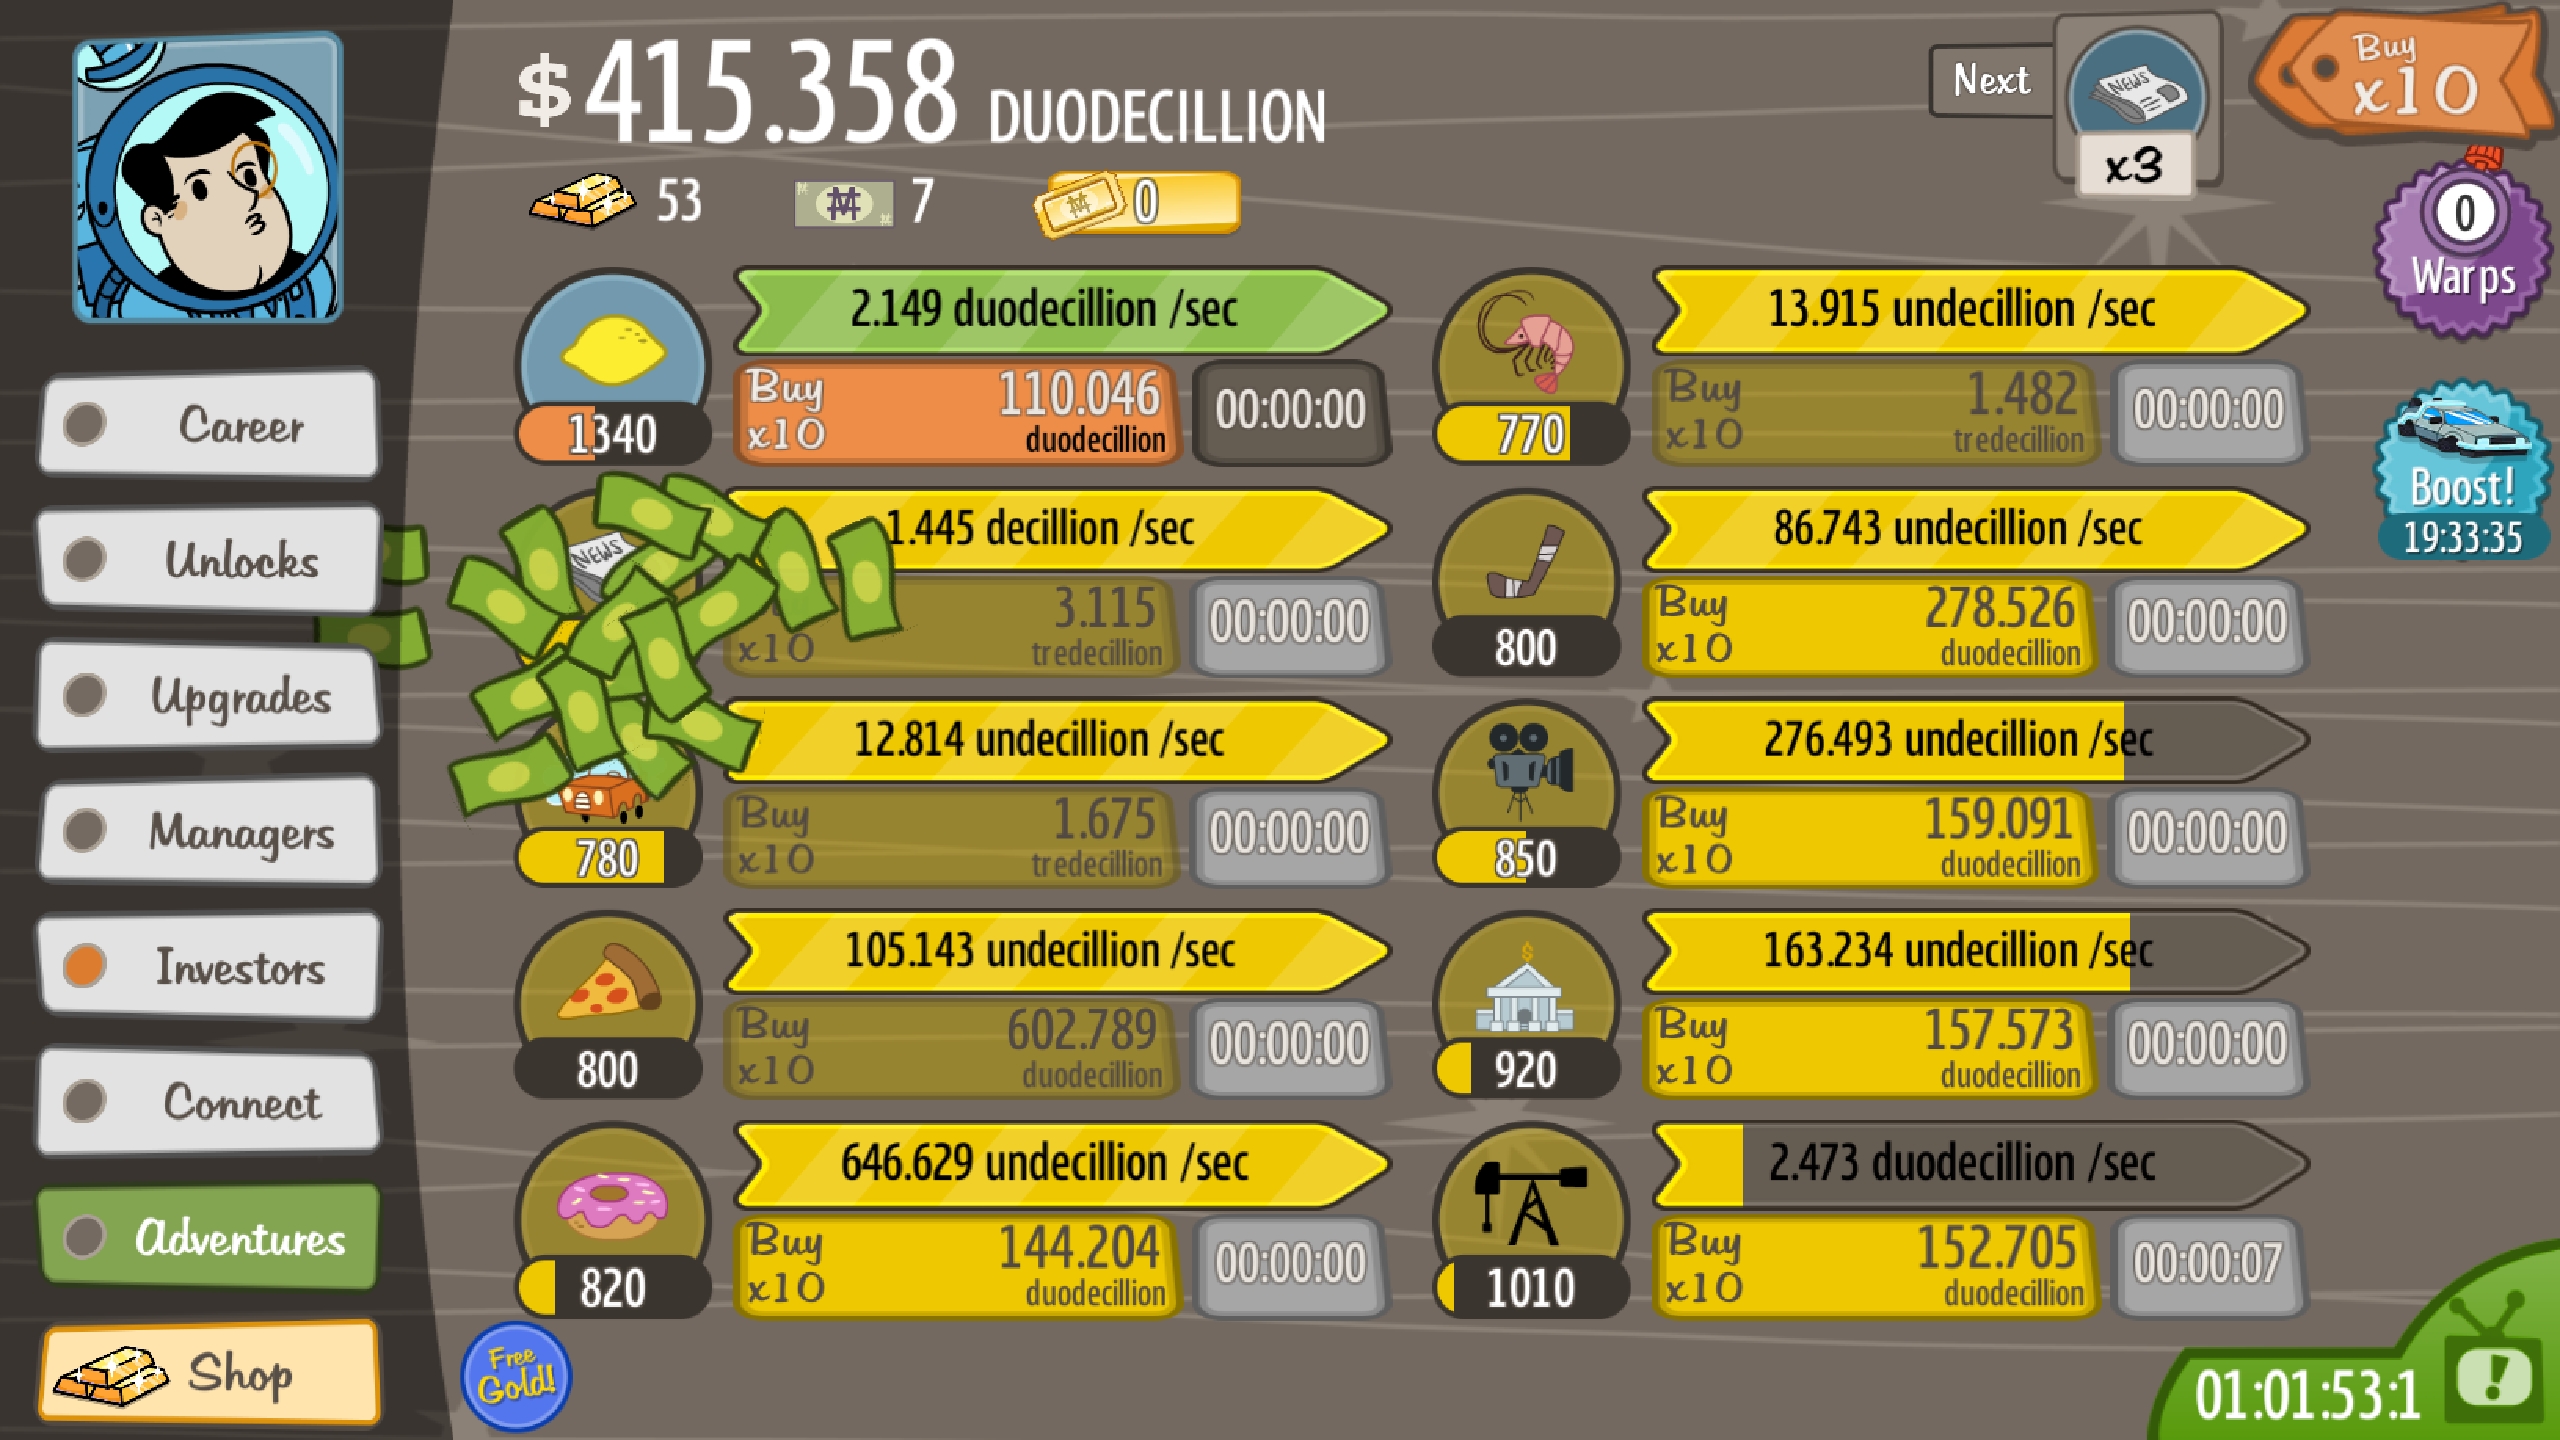 $415.358 DUODECILLION
53
7
0
Next
NEWS
x3
Buy
x10
0
Warps
Boost!
19:33:35
Career
Unlocks
Upgrades
Managers
Investors
Connect
Adventures
Shop
2.149 duodecillion /sec
1340
Buy
x10
110.046
duodecillion
00:00:00
13.915 undecillion /sec
770
Buy
x10
1.482
tredecillion
00:00:00
NEWS
1.445 decillion /sec
x10
3.115
tredecillion
00:00:00
86.743 undecillion /sec
800
Buy
x10
278.526
duodecillion
00:00:00
12.814 undecillion /sec
780
Buy
x10
1.675
tredecillion
00:00:00
276.493 undecillion /sec
850
Buy
x10
159.091
duodecillion
00:00:00
105.143 undecillion /sec
800
Buy
x10
602.789
duodecillion
00:00:00
163.234 undecillion /sec
920
Buy
x10
157.573
duodecillion
00:00:00
646.629 undecillion /sec
820
Buy
x10
144.204
duodecillion
00:00:00
2.473 duodecillion /sec
1010
Buy
x10
152.705
duodecillion
00:00:07
Free
Gold!
01:01:53:1